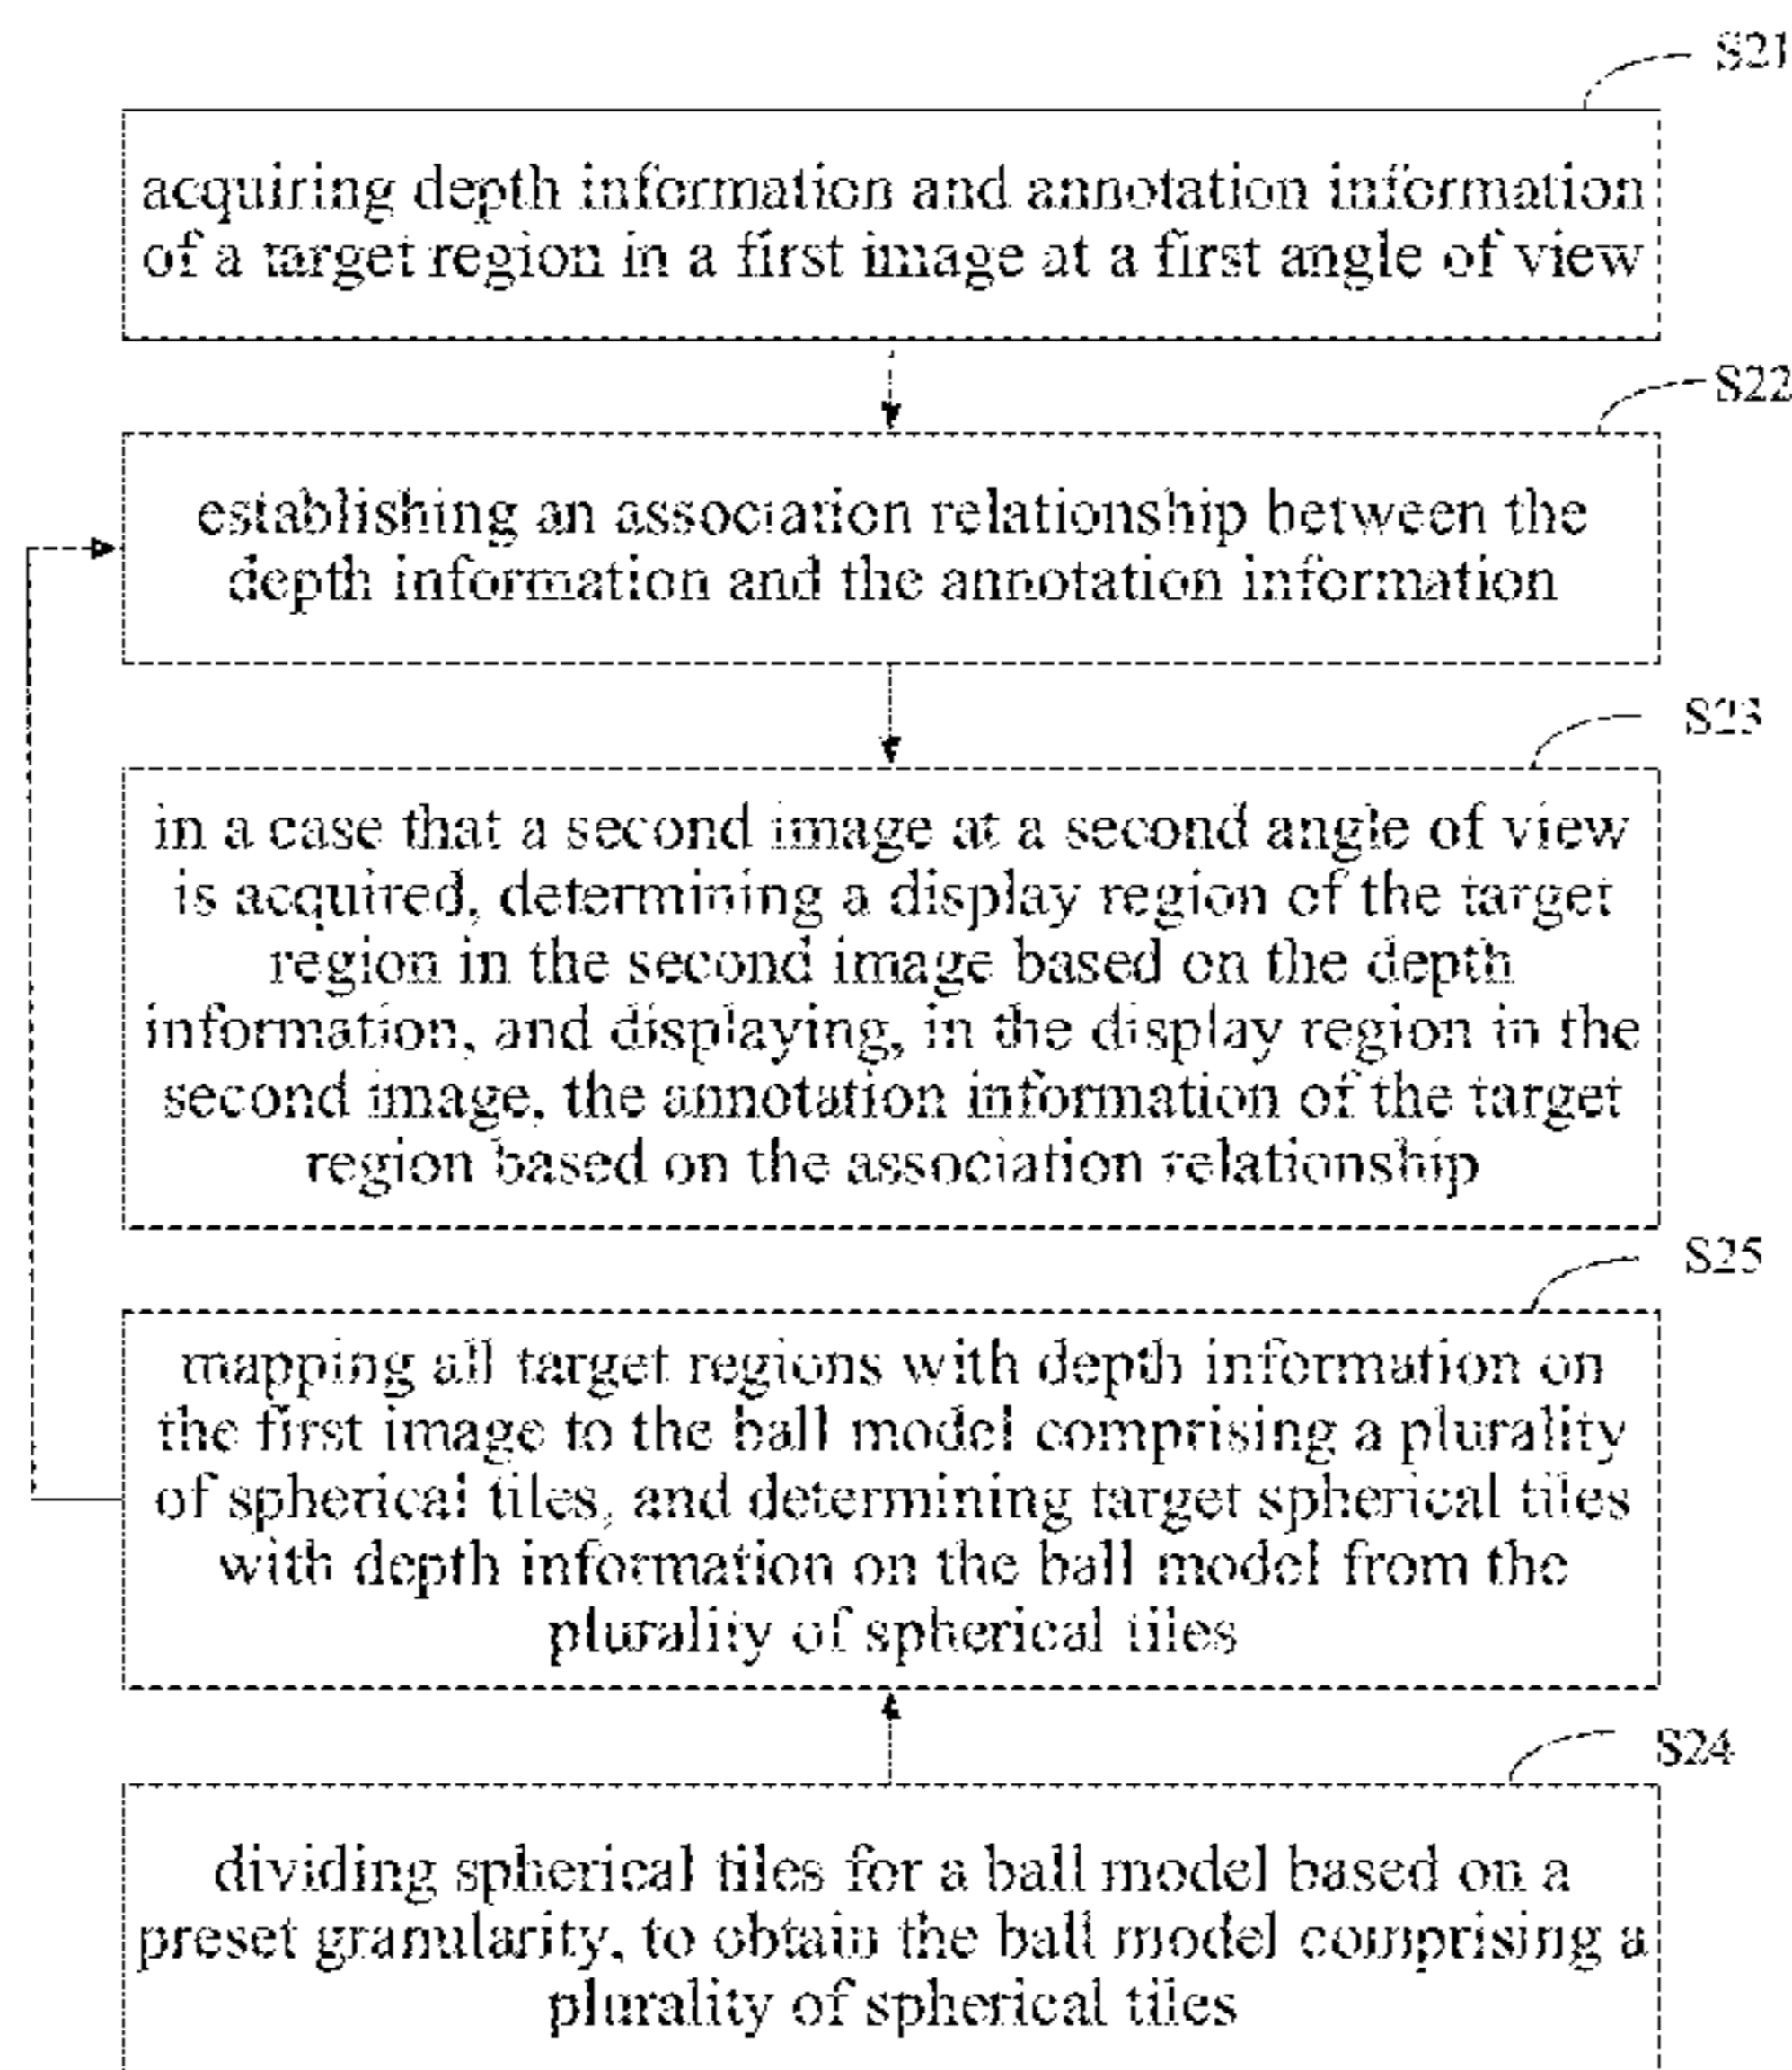 S21
acquiring depth information and annotation information
of a target region in a first image at a first angle of view
S22
establishing an association relationship between the
depth information and the annotation information
S23
in a case that a second image at a second angle of view
is acquired, determining a display region of the target
region in the second image based on the depth
information, and displaying, in the display region in the
second image, the annotation information of the target
region based on the association relationship
S25
mapping all target regions with depth information on
the first image to the ball model comprising a plurality
of spherical tiles, and determining target spherical tiles
with depth information on the ball model from the
plurality of spherical tiles
S24
dividing spherical tiles for a ball model based on a
preset granularity, to obtain the ball model comprising a
plurality of spherical tiles